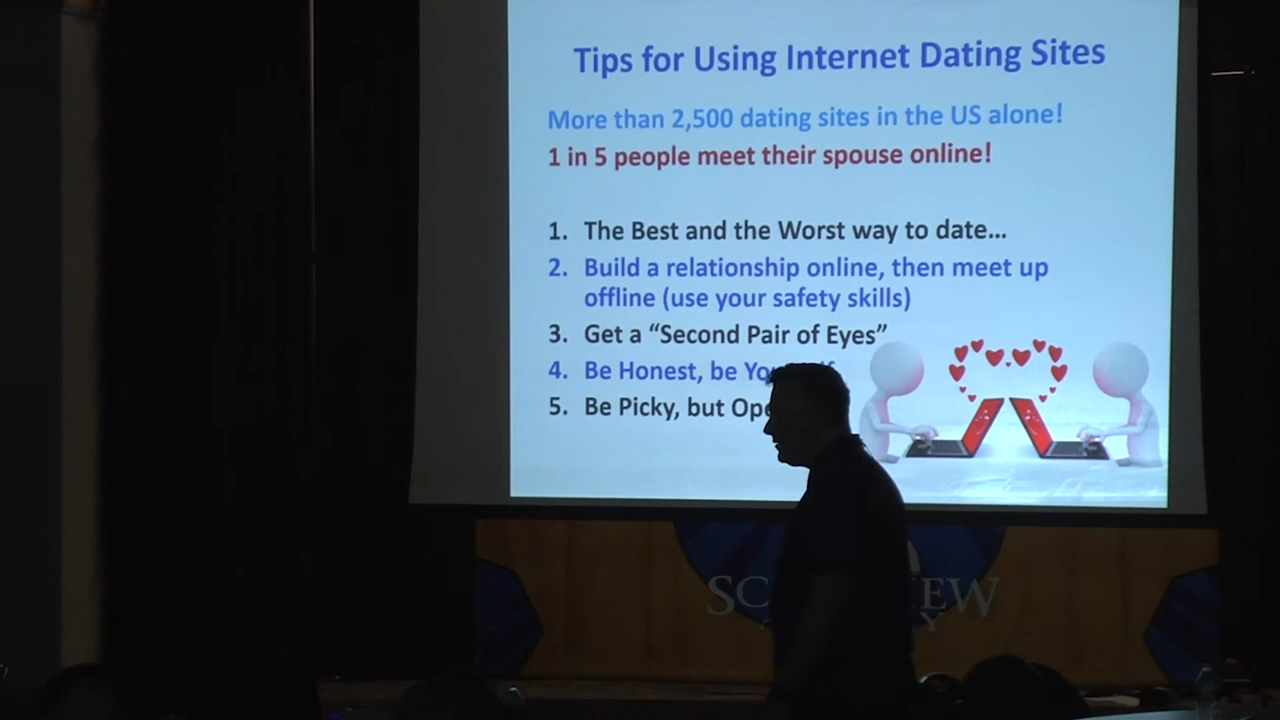 Tips for Using Internet Dating Sites
More than 2,500 dating sites in the US alone!
1 in 5 people meet their spouse online!
1. The Best and the Worst way to date...
2. Build a relationship online, then meet up
offline (use your safety skills)
3. Get a “Second Pair of Eyes”
4. Be Honest, be
5. Be Picky, but